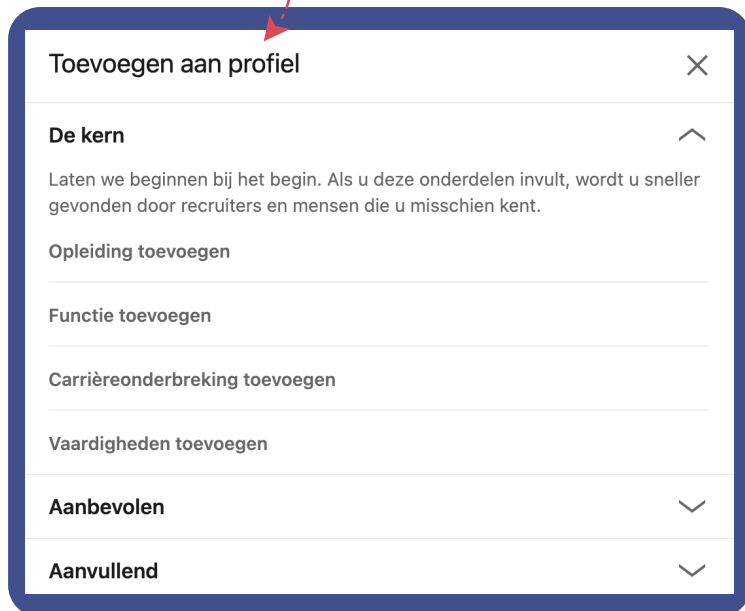 Toevoegen aan profiel
De kern
Laten we beginnen bij het begin. Als u deze onderdelen invult, wordt u sneller
gevonden door recruiters en mensen die u misschien kent.
Opleiding toevoegen
Functie toevoegen
Carrièreonderbreking toevoegen
Vaardigheden toevoegen
Aanbevolen
Aanvullend